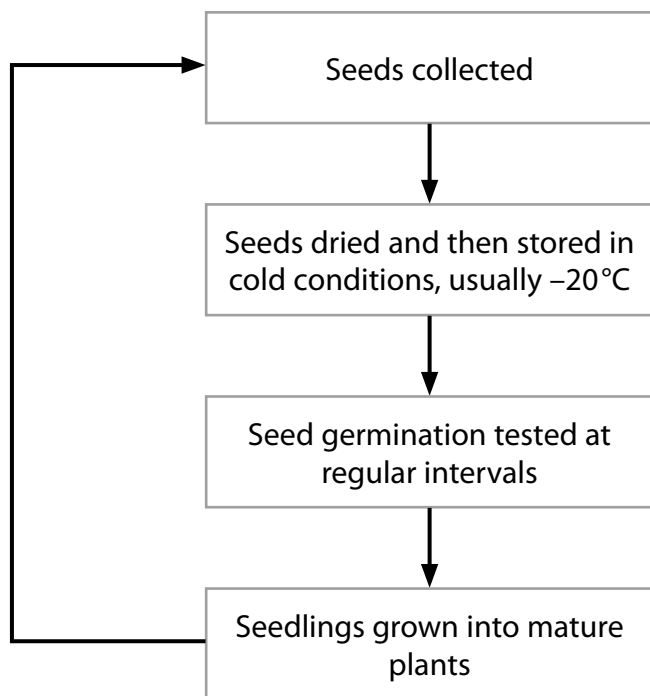 Seeds collected
Seeds dried and then stored in
cold conditions, usually –20°C
Seed germination tested at
regular intervals
Seedlings grown into mature
plants